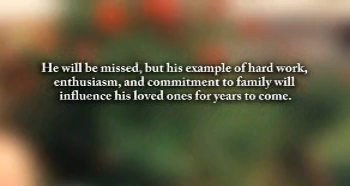 He will be missed, but his example of hard work,
enthusiasm, and commitment to family will
influence his loved ones for years to come.